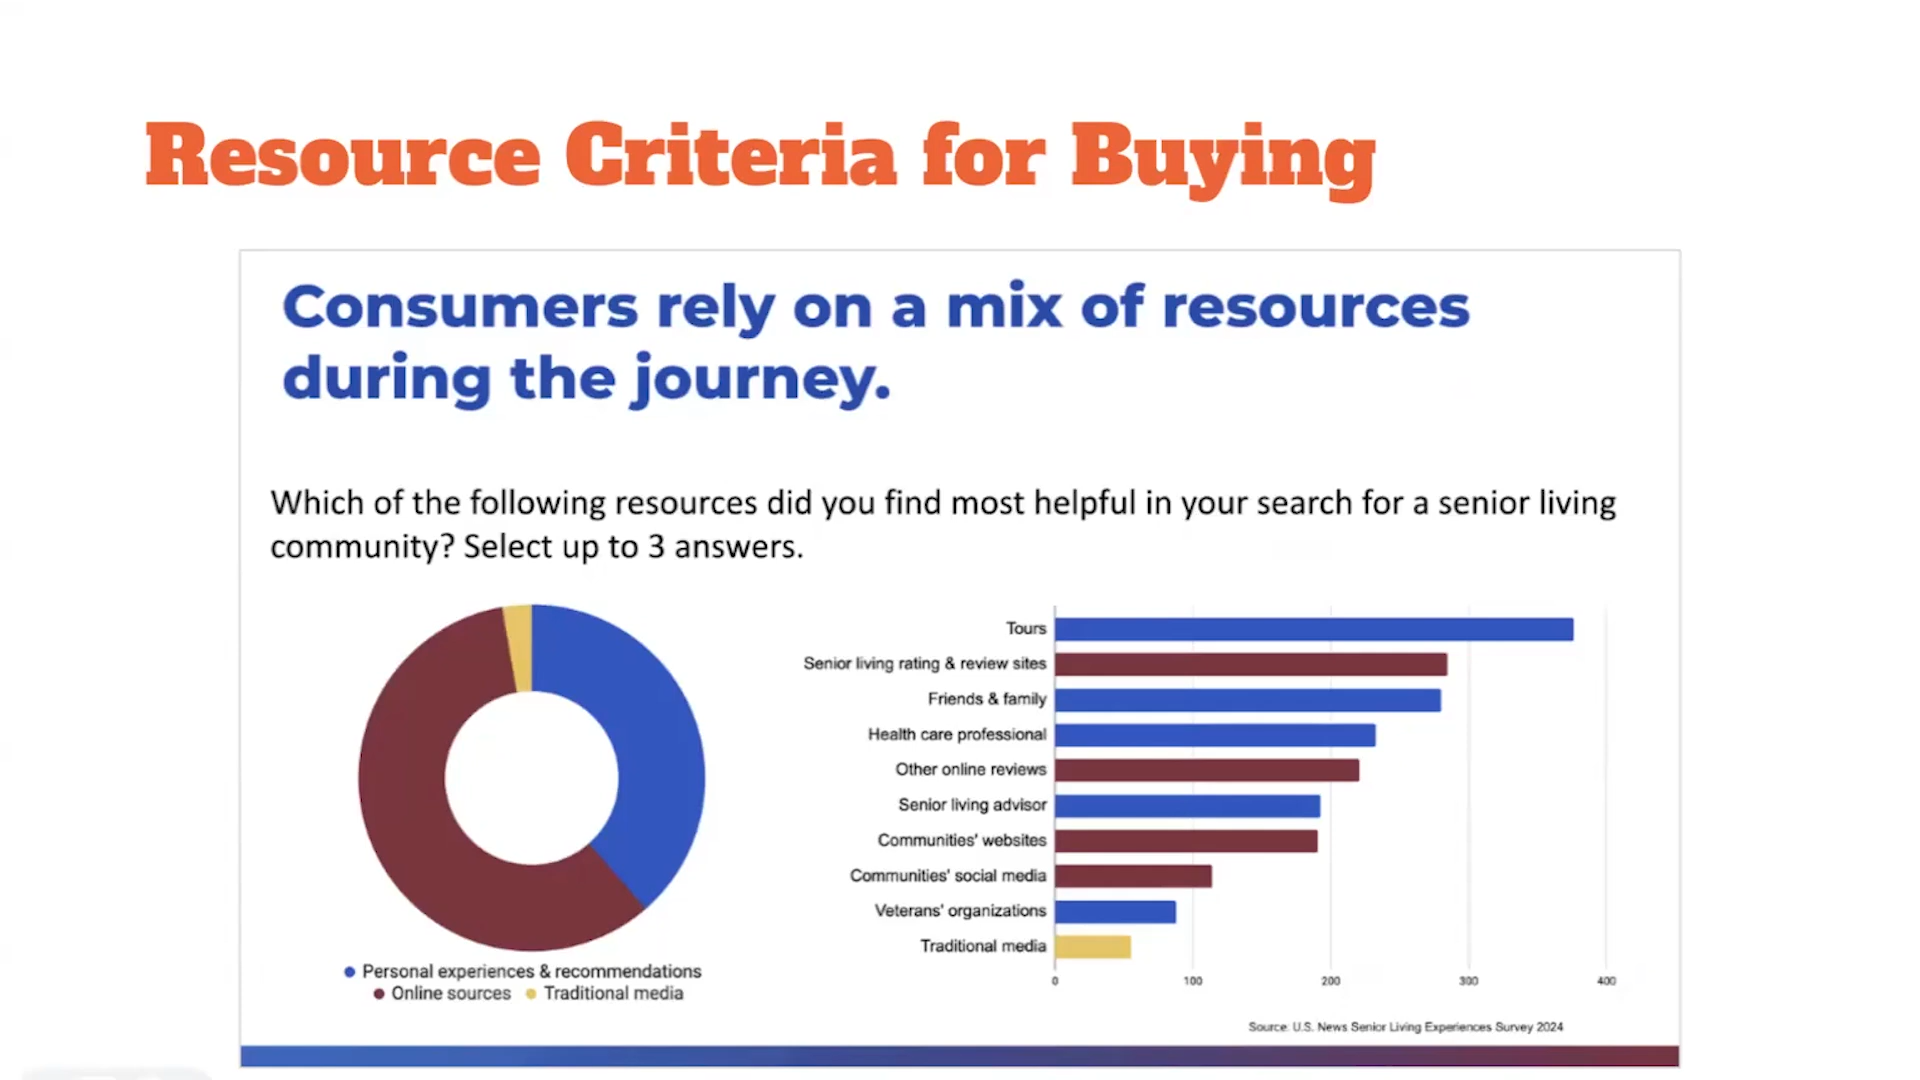 Resource Criteria for Buying
Consumers rely on a mix of resources
during the journey.
Which of the following resources did you find most helpful in your search for a senior living
community? Select up to 3 answers.
Tours
Senior living rating & review sites
Friends & family
Health care professional
Other online reviews
Senior living advisor
Communities' websites
Communities' social media
Veterans' organizations
Traditional media
0 100 200 300 400
Personal experiences & recommendations
Online sources Traditional media
Source: U.S. News Senior Living Experiences Survey 2024